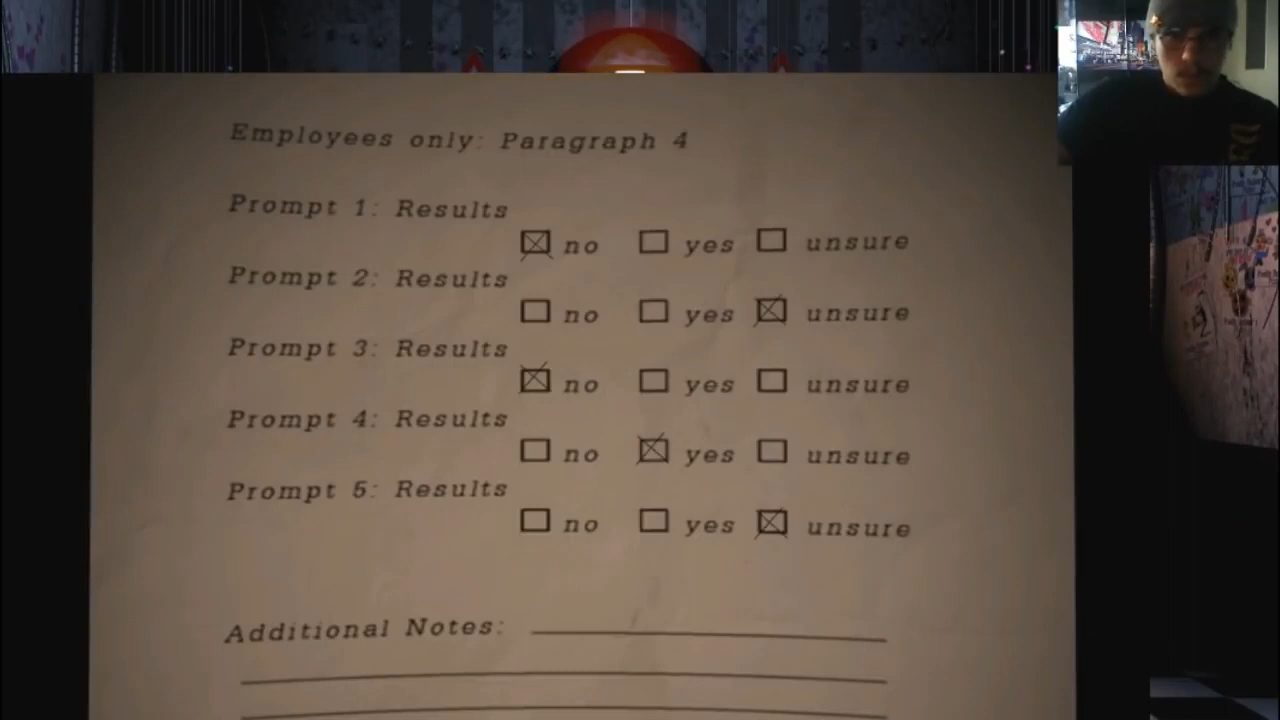 Employees only: Paragraph 4
Prompt 1: Results
☒ no ☐ yes ☐ unsure
Prompt 2: Results
☐ no ☐ yes ☒ unsure
Prompt 3: Results
☒ no ☐ yes ☐ unsure
Prompt 4: Results
☐ no ☒ yes ☐ unsure
Prompt 5: Results
☐ no ☐ yes ☒ unsure
Additional Notes: